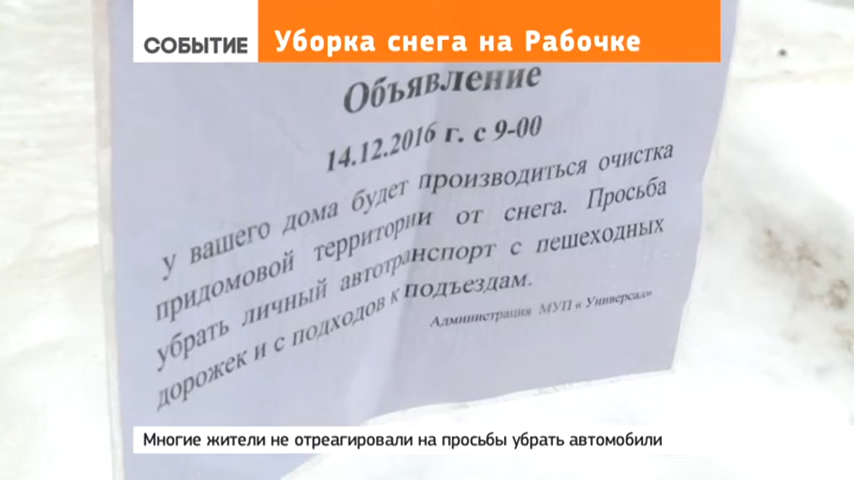 СОБЫТИЕ
Уборка снега на Рабочке
Объявление
14.12.2016 г. с 9-00
у вашего дома будет производиться очистка
придомовой территории от снега. Просьба
убрать личный автотранспорт с пешеходных
дорожек и с подходов к подъездам.
Администрация МУП « Универсал»
Многие жители не отреагировали на просьбы убрать автомобили